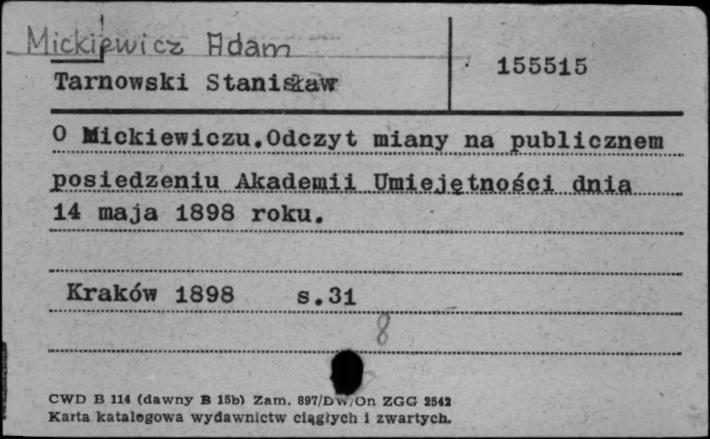 Mickiewicz Adam
155515
Tarnowski Stanisław
O Mickiewiczu.Odczyt miany na publicznem
posiedzeniu Akademii Umiejętności dnia
14 maja 1898 roku.
Kraków 1898 s.31
8
CWD B 114 (dawny B 15b) Zam. 897/DW/On ZGG 2542
Karta katalogowa wydawnictw ciągłych i zwartych.